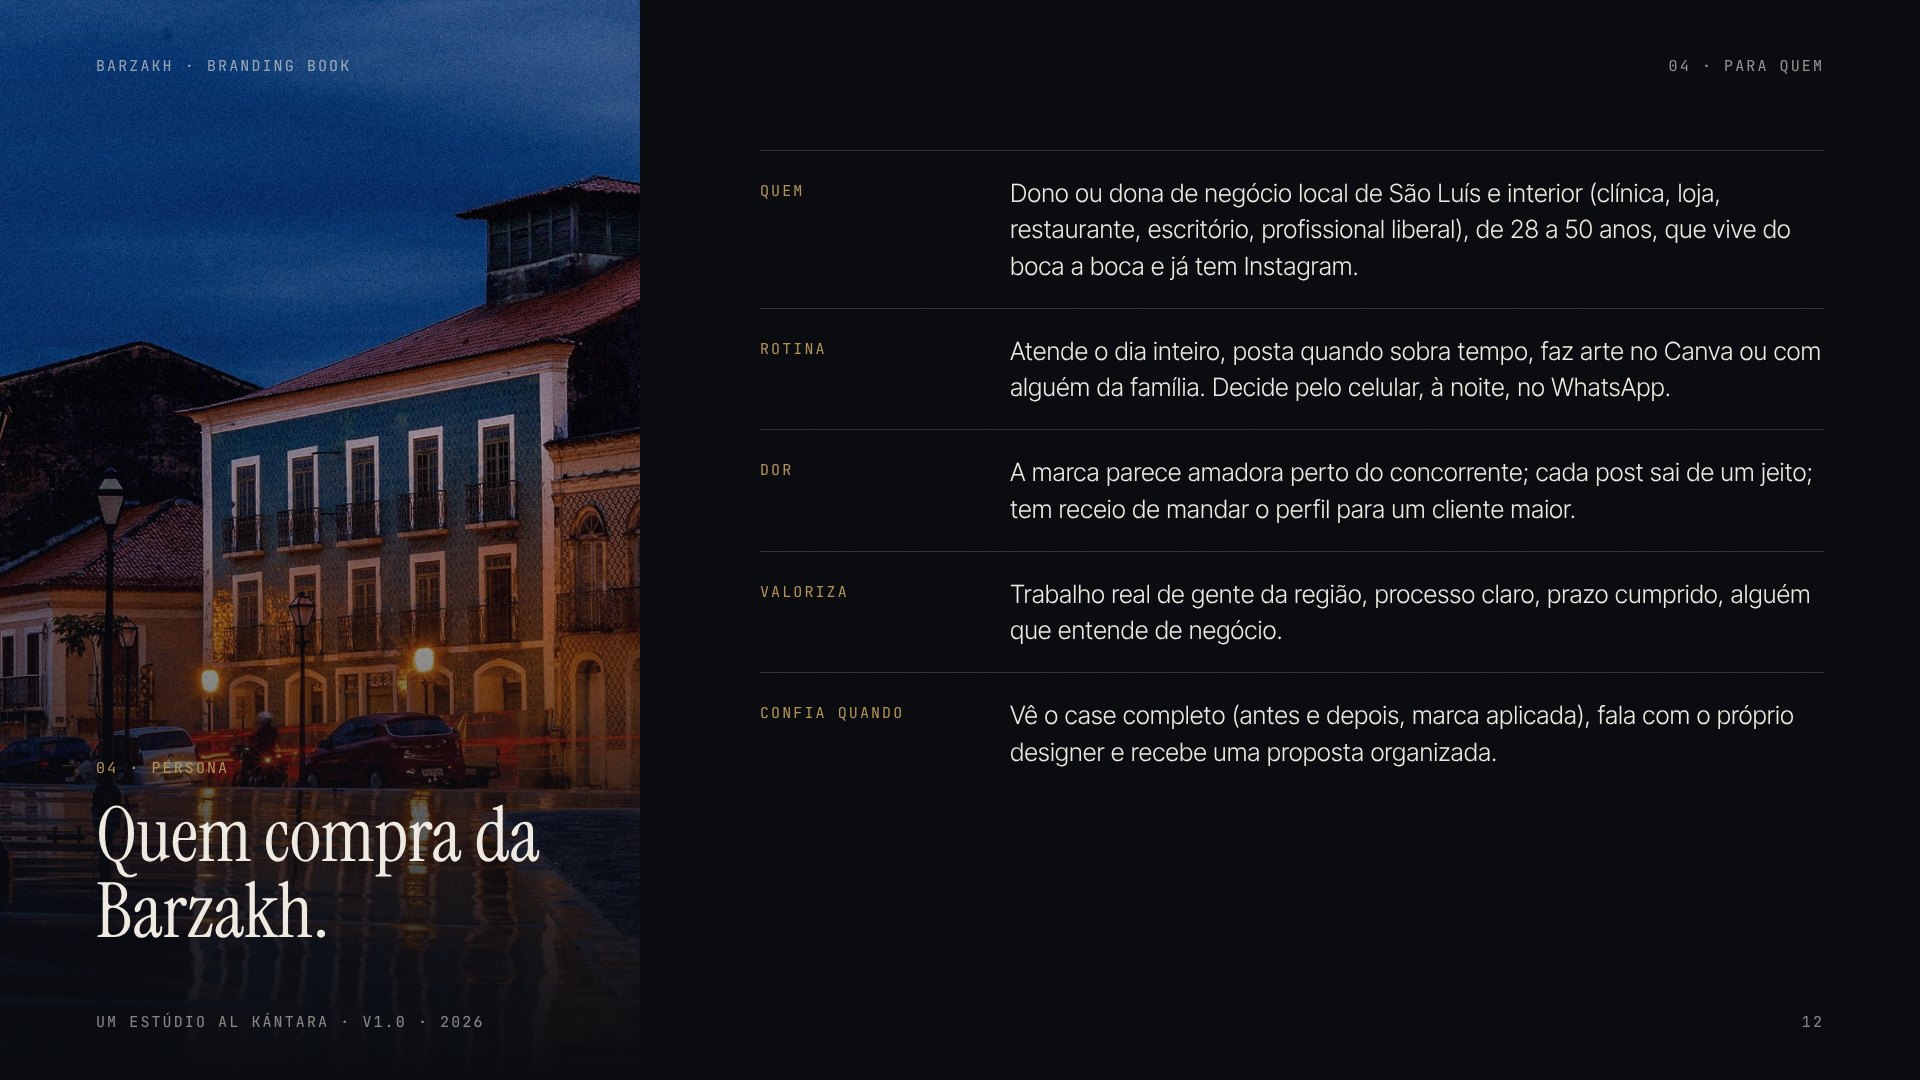 BARZAKH · BRANDING BOOK
04 · PARA QUEM
QUEM
Dono ou dona de negócio local de São Luís e interior (clínica, loja,
restaurante, escritório, profissional liberal), de 28 a 50 anos, que vive do
boca a boca e já tem Instagram.
ROTINA
Atende o dia inteiro, posta quando sobra tempo, faz arte no Canva ou com
alguém da família. Decide pelo celular, à noite, no WhatsApp.
DOR
A marca parece amadora perto do concorrente; cada post sai de um jeito;
tem receio de mandar o perfil para um cliente maior.
VALORIZA
Trabalho real de gente da região, processo claro, prazo cumprido, alguém
que entende de negócio.
CONFIA QUANDO
Vê o case completo (antes e depois, marca aplicada), fala com o próprio
designer e recebe uma proposta organizada.
04 · PERSONA
Quem compra da
Barzakh.
UM ESTÚDIO AL KÁNTARA · V1.0 · 2026
12